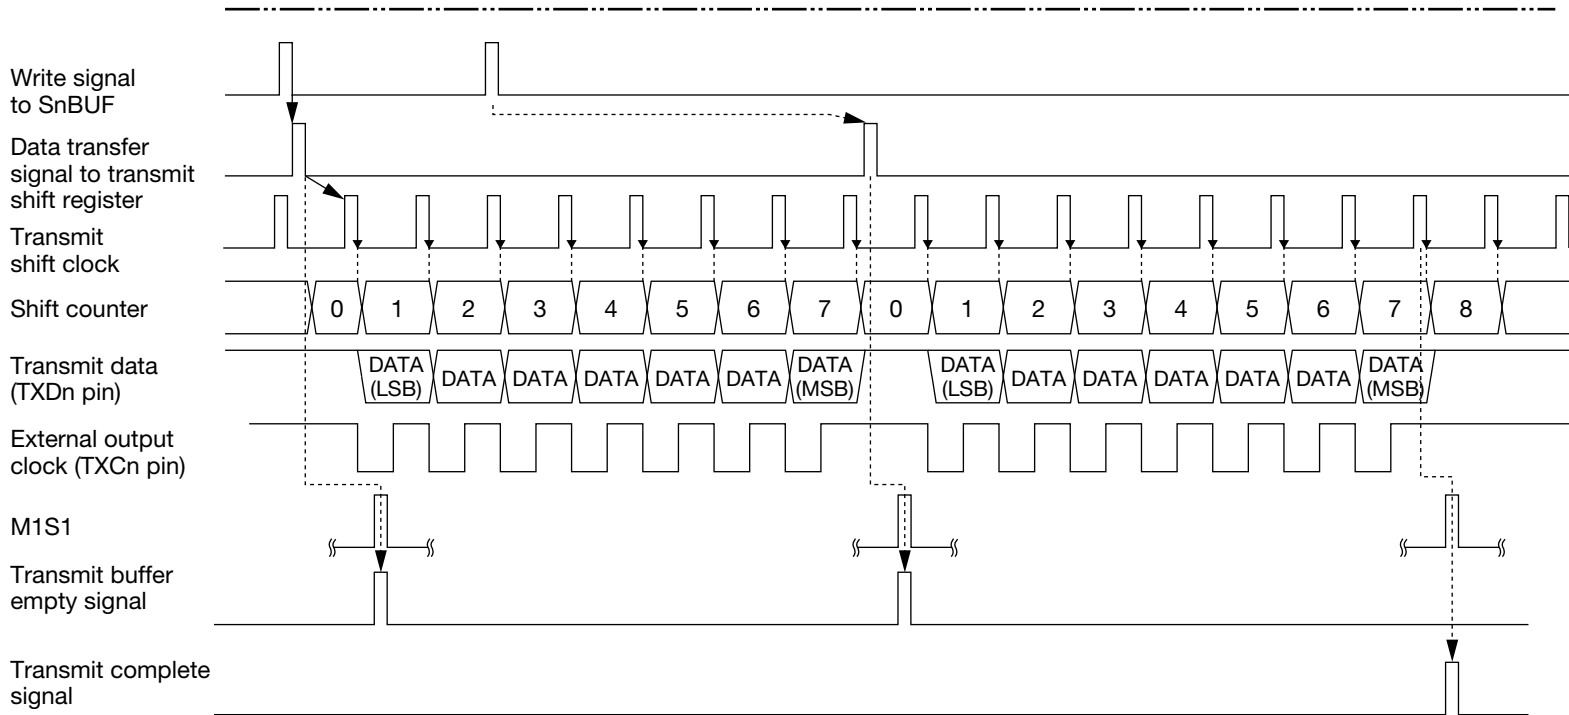 Write signal
to SnBUF
Data transfer
signal to transmit
shift register
Transmit
shift clock
Shift counter
0 1 2 3 4 5 6 7 0 1 2 3 4 5 6 7 8
Transmit data
(TXDn pin)
DATA
(LSB)
DATA DATA DATA DATA DATA
DATA
(MSB)
DATA
(LSB)
DATA DATA DATA DATA DATA
DATA
(MSB)
External output
clock (TXCn pin)
M1S1
Transmit buffer
empty signal
Transmit complete
signal